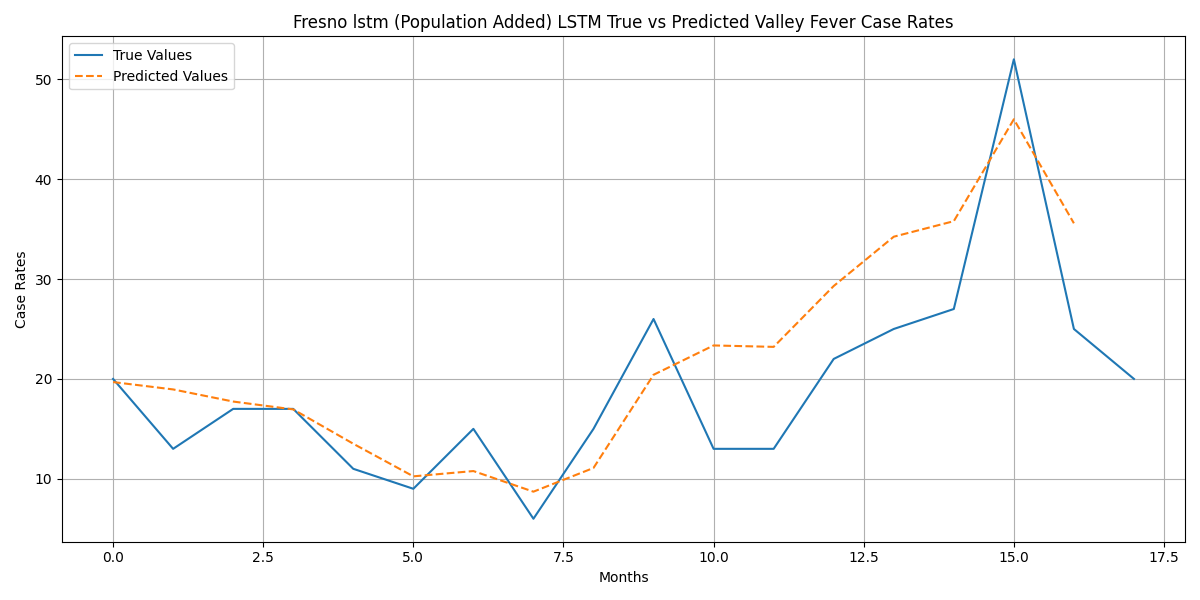 Fresno lstm (Population Added) LSTM True vs Predicted Valley Fever Case Rates
True Values
Predicted Values
50
40
30
20
10
Case Rates
0.0
2.5
5.0
7.5
10.0
12.5
15.0
17.5
Months